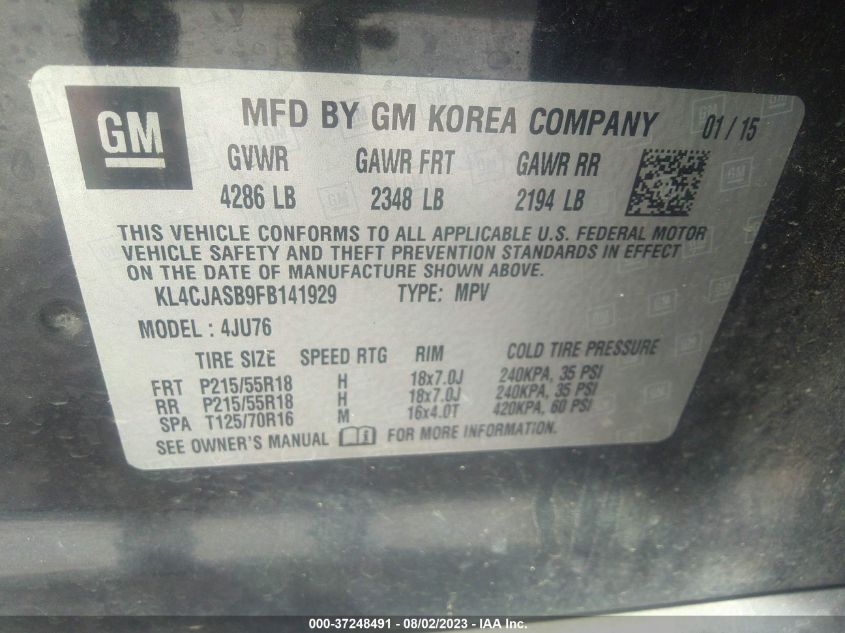 GM
MFD BY GM KOREA COMPANY 01 / 15
GVWR GAWR FRT GAWR RR
4286 LB 2348 LB 2194 LB
THIS VEHICLE CONFORMS TO ALL APPLICABLE U.S. FEDERAL MOTOR
VEHICLE SAFETY AND THEFT PREVENTION STANDARDS IN EFFECT
ON THE DATE OF MANUFACTURE SHOWN ABOVE.
KL4CJASB9FB141929 TYPE: MPV
MODEL : 4JU76
TIRE SIZE SPEED RTG RIM COLD TIRE PRESSURE
FRT P215/55R18 H 18x7.0J 240KPA, 35 PSI
RR P215/55R18 H 18x7.0J 240KPA, 35 PSI
SPA T125/70R16 M 16x4.0T 420KPA, 60 PSI
SEE OWNER'S MANUAL FOR MORE INFORMATION.
000-37248491 - 08/02/2023 - IAA Inc.